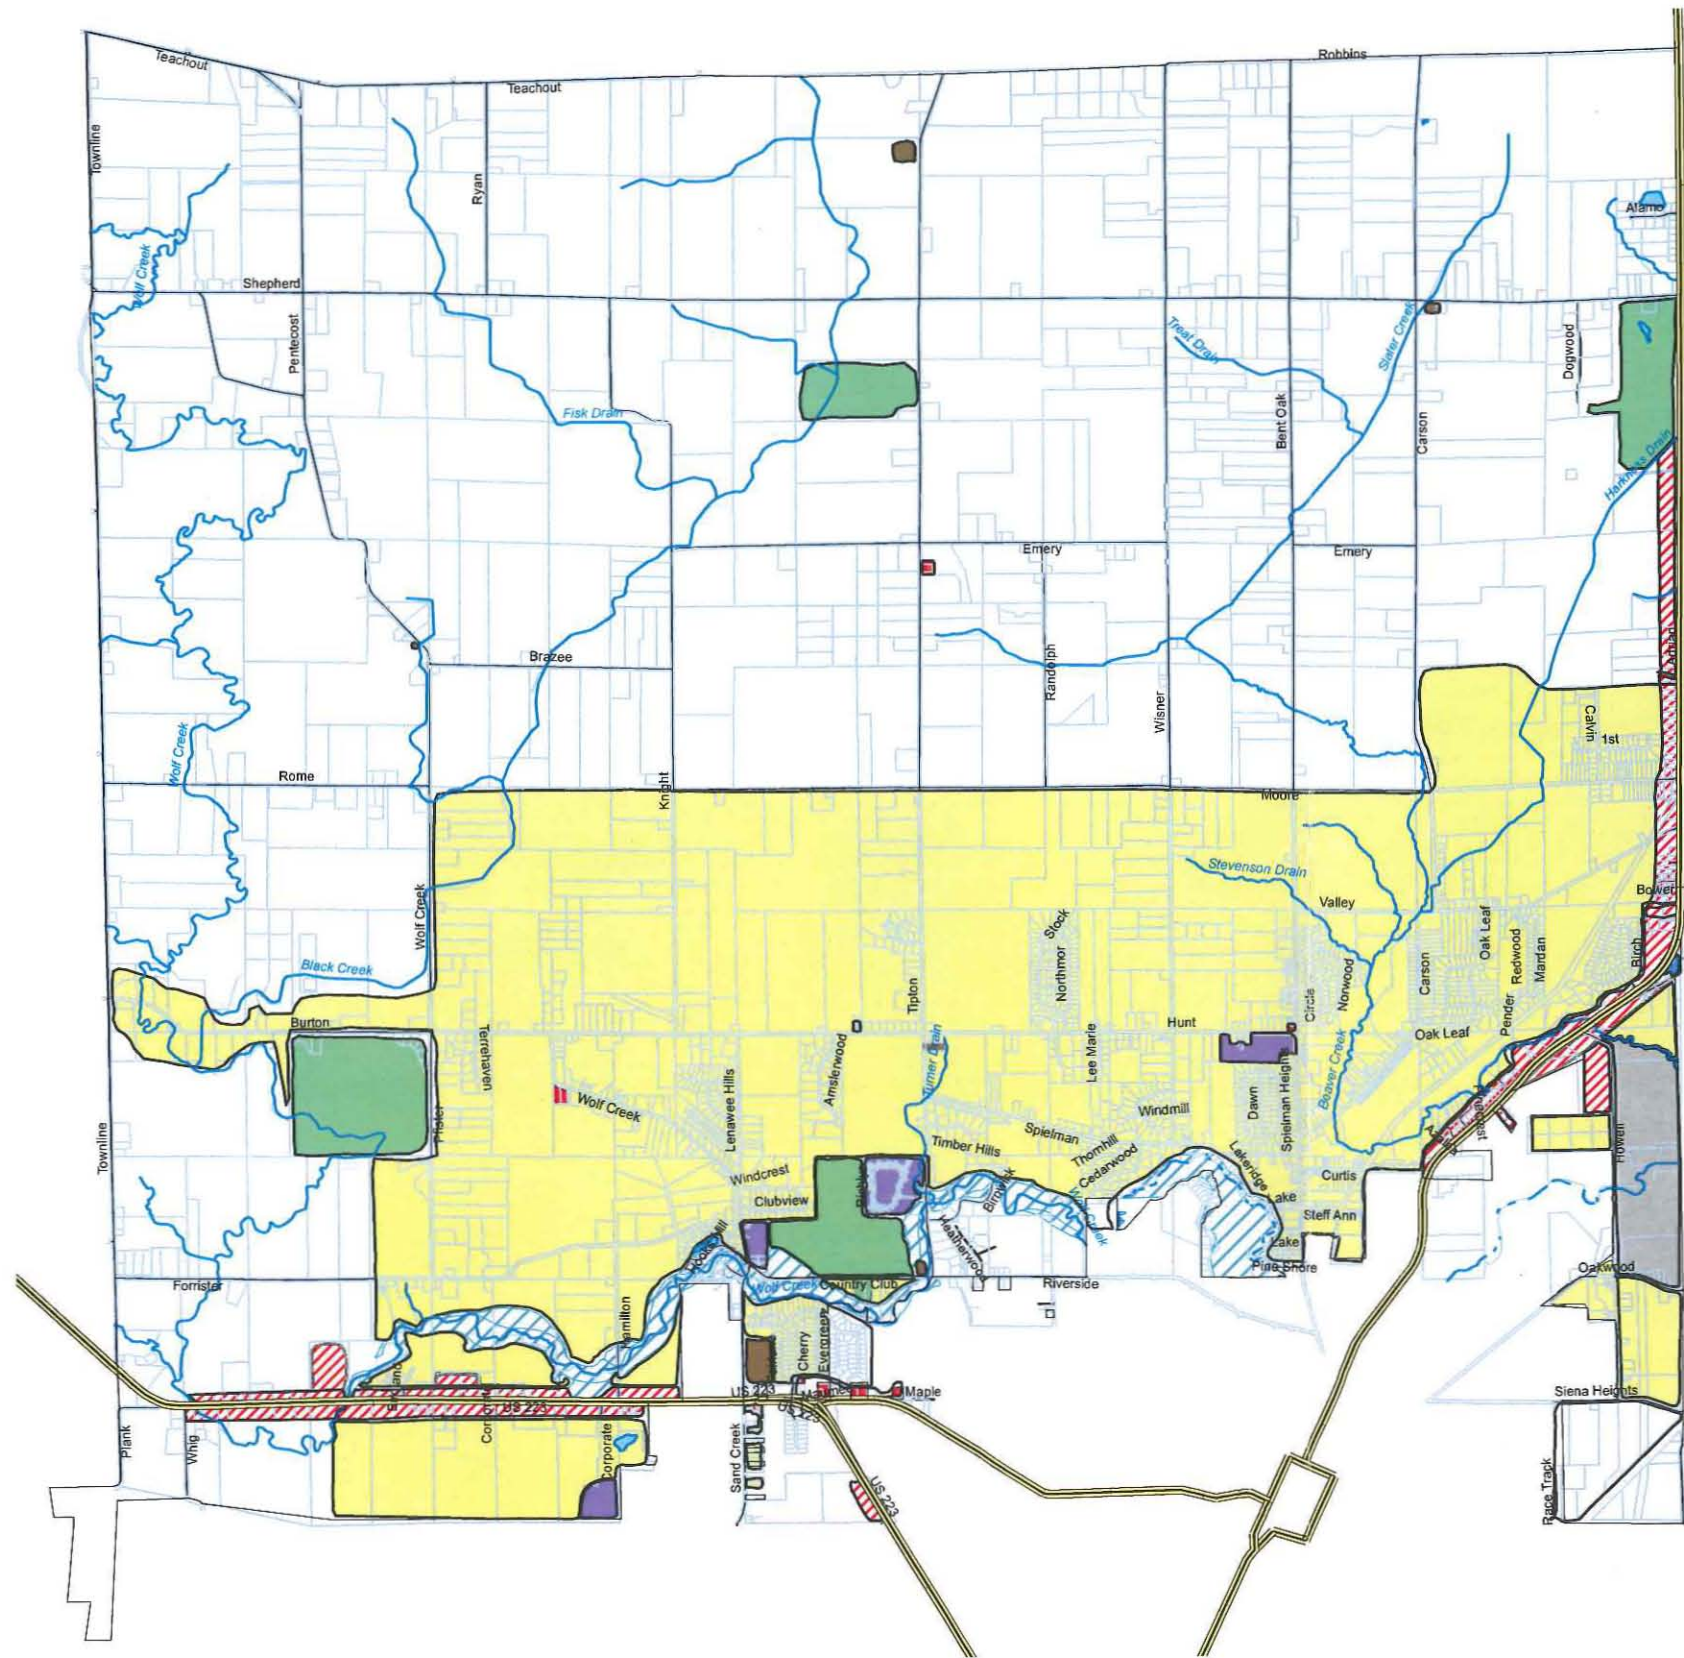 Teachout
Robbins
Teachout
Townline
Ryan
Alamo
Wolf Creek
Shepherd
Pentecost
Treat Drain
Slater Creek
Dogwood
Fisk Drain
Bent Oak
Carson
Harkness Drain
Emery
Emery
Brazee
Randolph
Wisner
Adrian
Calvin
1st
Wolf Creek
Rome
Knight
Moore
Stevenson Drain
Valley
Bower
Wolf Creek
Stock
Oak Leaf
Redwood
Mardan
Birch
Black Creek
Northmor
Norwood
Carson
Tipton
Circle
Pender
Burton
Hunt
Oak Leaf
Terrehaven
Turner Drain
Lee Marie
Amslerwood
Beaver Creek
Lenawee Hills
Wolf Creek
Dawn
Spielman Heights
Windmill
Pfister
Spielman
Howell
Townline
Timber Hills
Thornhill
Cedarwood
Lakeridge
Windcrest
Curtis
Clubview
Lake
Steff Ann
Heatherwood
Lake
Pine Shore
Oakwood
Forrister
Wolf Creek
Country Club
Riverside
Hamilton
Cherry
Evergreen
US 223
Maple
Siena Heights
US 223
US 223
Plank
Whig
Corporate
Sand Creek
US 223
Race Track